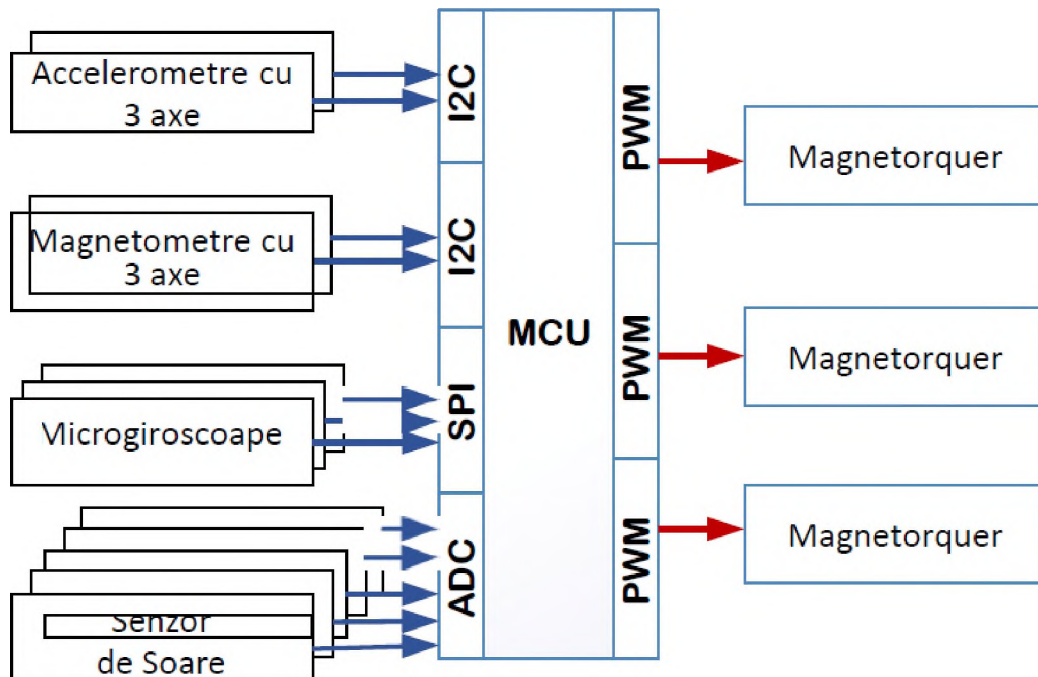 Accelerometre cu
3 axe
I2C
Magnetometre cu
3 axe
I2C
Microgiroscoape
SPI
Senzor
de Soare
ADC
MCU
PWM
Magnetorquer
PWM
Magnetorquer
PWM
Magnetorquer